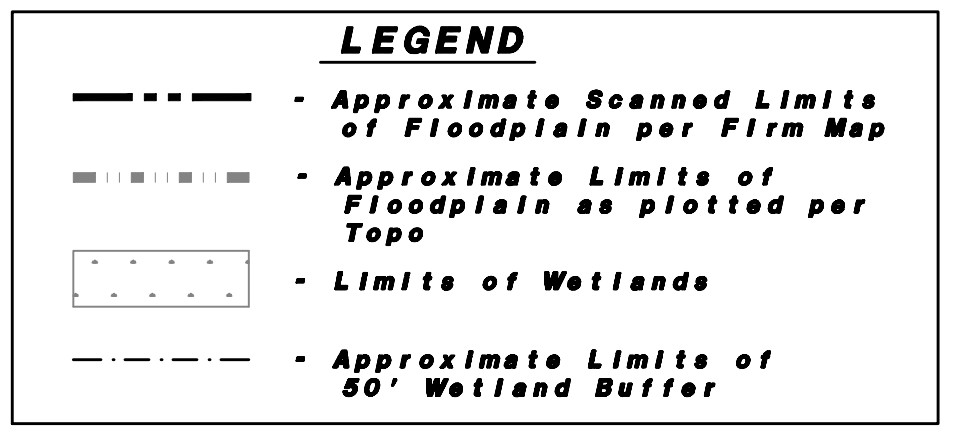 LEGEND
- Approximate Scanned Limits
of Floodplain per Firm Map
- Approximate Limits of
Floodplain as plotted per
Topo
- Limits of Wetlands
- Approximate Limits of
50' Wetland Buffer